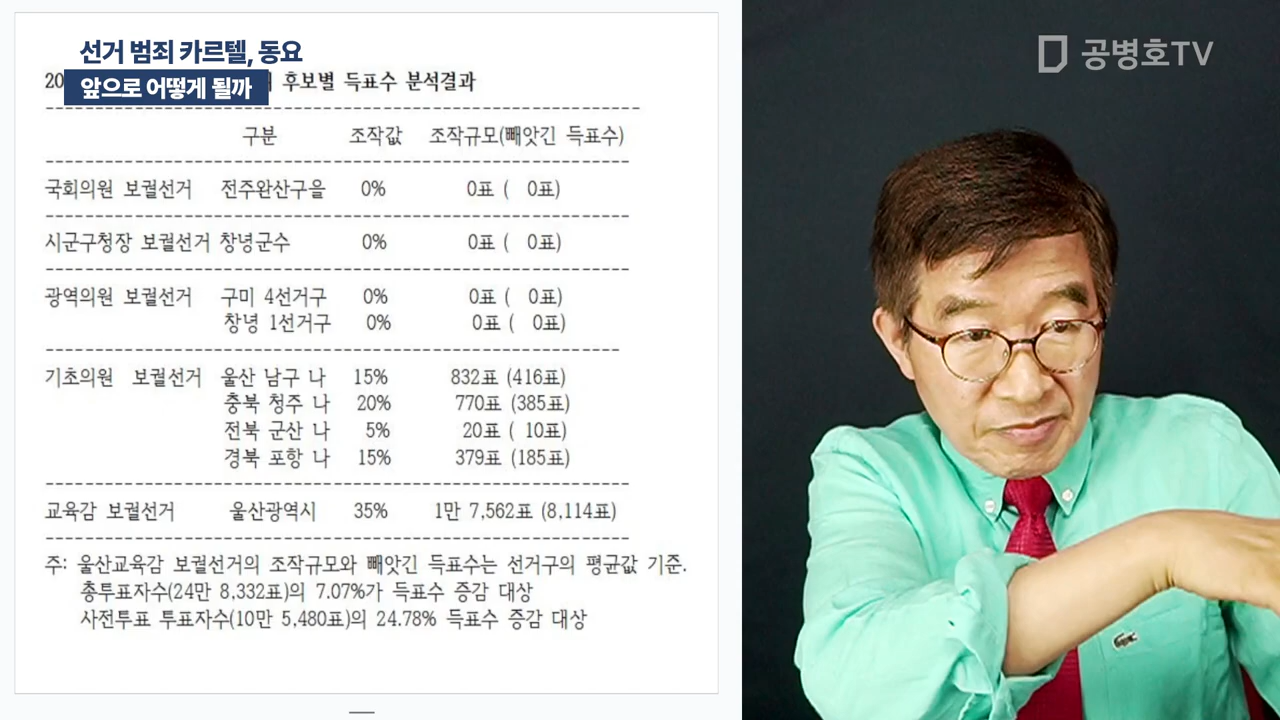 선거 범죄 카르텔, 동요
앞으로 어떻게 될까
20 후보별 득표수 분석결과
구분 조작값 조작규모(빼앗긴 득표수)
국회의원 보궐선거 전주완산구을 0% 0표 ( 0표)
시군구청장 보궐선거 창녕군수 0% 0표 ( 0표)
광역의원 보궐선거 구미 4선거구 0% 0표 ( 0표)
창녕 1선거구 0% 0표 ( 0표)
기초의원 보궐선거 울산 남구 나 15% 832표 (416표)
충북 청주 나 20% 770표 (385표)
전북 군산 나 5% 20표 ( 10표)
경북 포항 나 15% 379표 (185표)
교육감 보궐선거 울산광역시 35% 1만 7,562표 (8,114표)
주: 울산교육감 보궐선거의 조작규모와 빼앗긴 득표수는 선거구의 평균값 기준.
총투표자수(24만 8,332표)의 7.07%가 득표수 증감 대상
사전투표 투표자수(10만 5,480표)의 24.78% 득표수 증감 대상
공병호TV